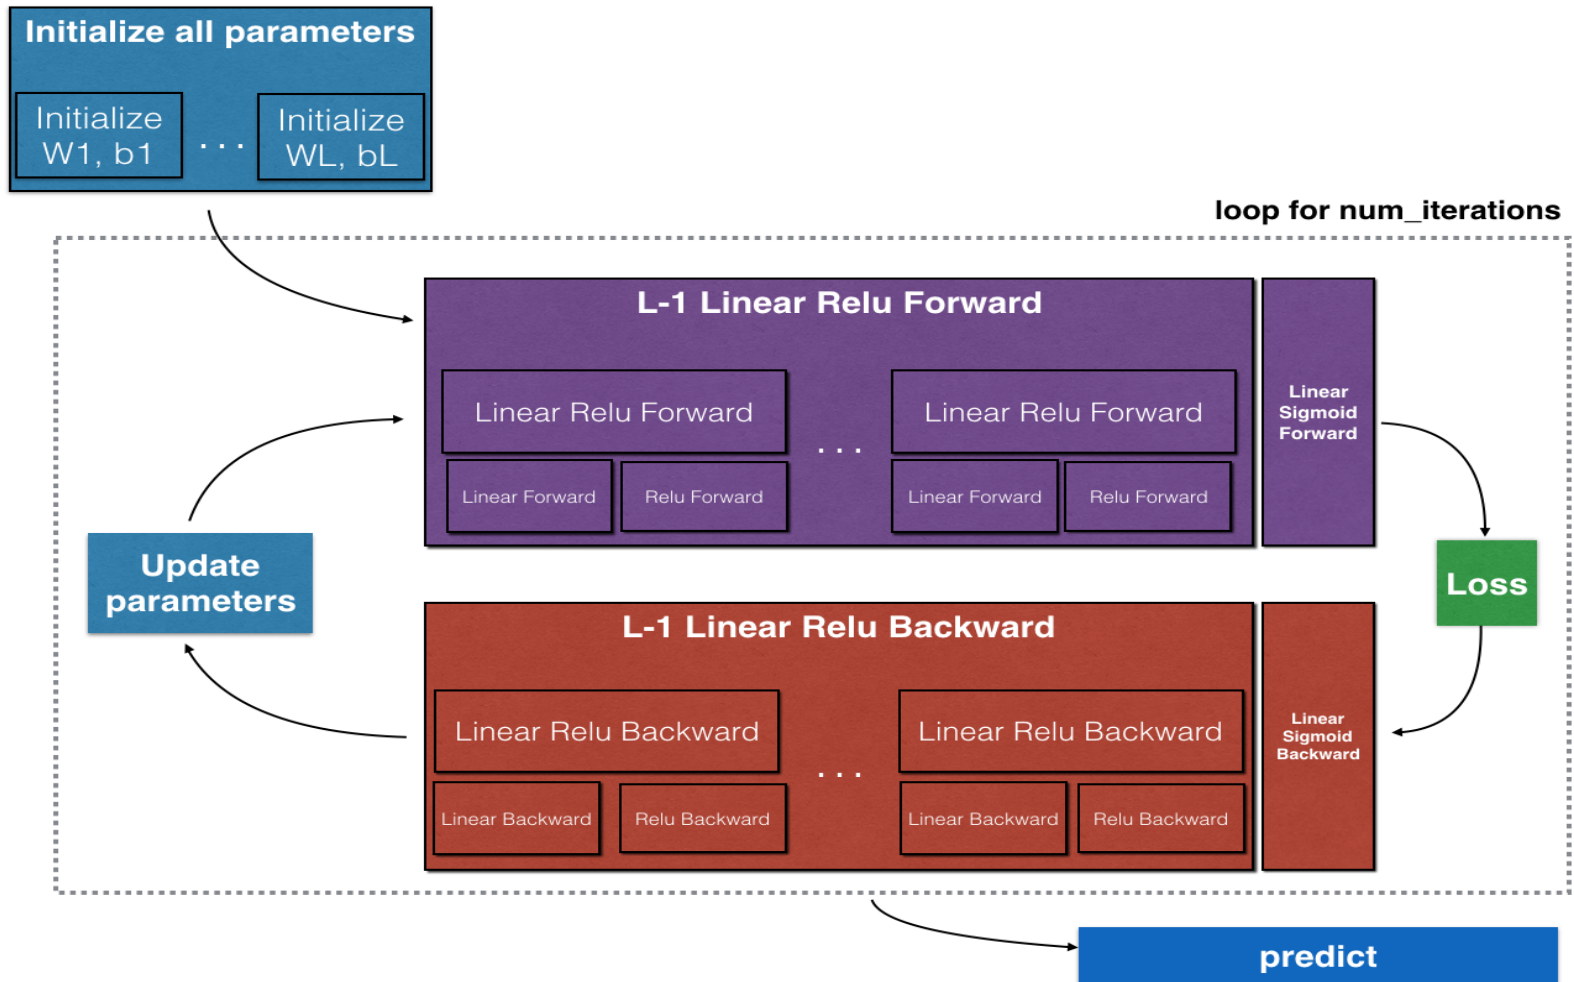 Initialize all parameters
Initialize
W1, b1
...
Initialize
WL, bL
loop for num_iterations
L-1 Linear Relu Forward
Linear Relu Forward
...
Linear Relu Forward
Linear Forward
Relu Forward
Linear Forward
Relu Forward
Linear
Sigmoid
Forward
Update
parameters
Loss
L-1 Linear Relu Backward
Linear Relu Backward
...
Linear Relu Backward
Linear Backward
Relu Backward
Linear Backward
Relu Backward
Linear
Sigmoid
Backward
predict